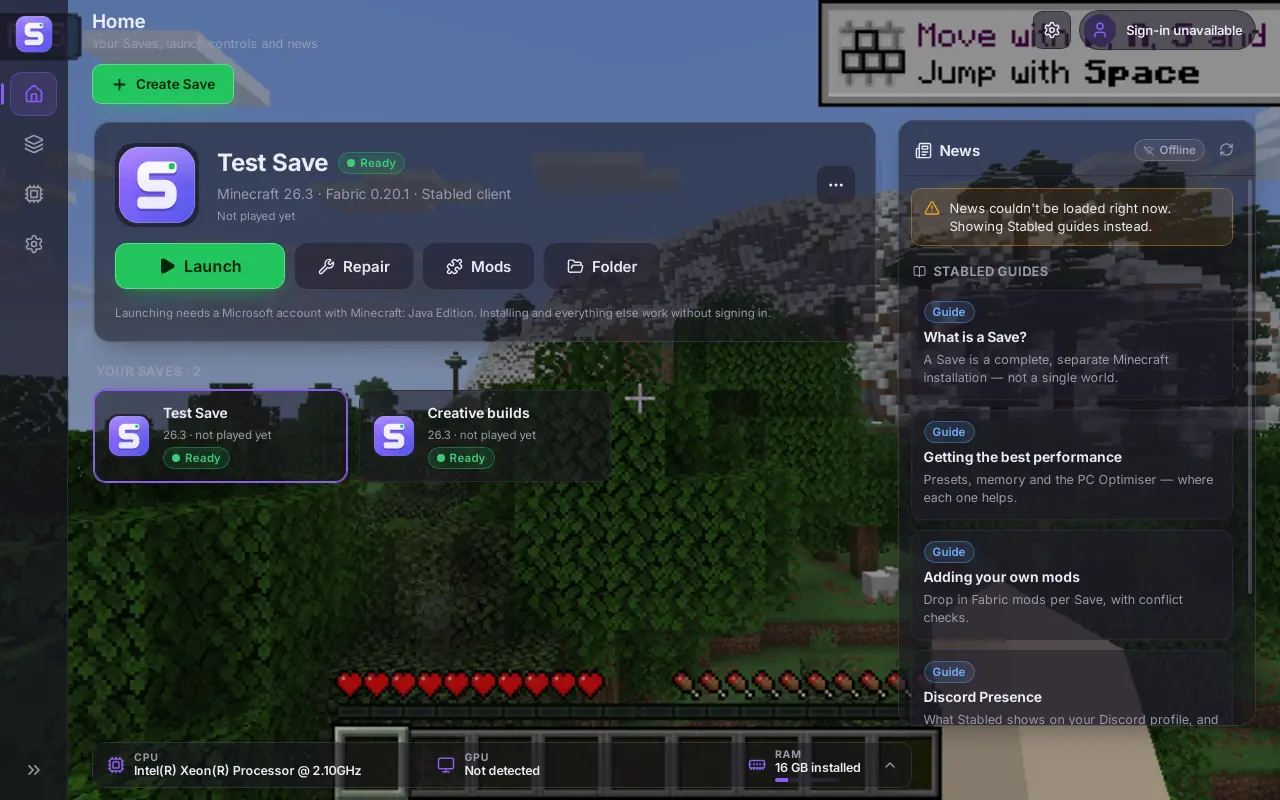 Home
Your Saves, launch controls and news
Move with
S and
Jump with Space
Sign-in unavailable
Create Save
Test Save
Ready
Minecraft 26.3 · Fabric 0.20.1 · Stabled client
Not played yet
Launch
Repair
Mods
Folder
Launching needs a Microsoft account with Minecraft: Java Edition. Installing and everything else work without signing in.
YOUR SAVES · 2
Test Save
26.3 · not played yet
Ready
Creative builds
26.3 · not played yet
Ready
News
Offline
News couldn't be loaded right now.
Showing Stabled guides instead.
STABLED GUIDES
Guide
What is a Save?
A Save is a complete, separate Minecraft
installation — not a single world.
Guide
Getting the best performance
Presets, memory and the PC Optimiser — where
each one helps.
Guide
Adding your own mods
Drop in Fabric mods per Save, with conflict
checks.
Guide
Discord Presence
What Stabled shows on your Discord profile, and
CPU
Intel(R) Xeon(R) Processor @ 2.10GHz
GPU
Not detected
RAM
16 GB installed